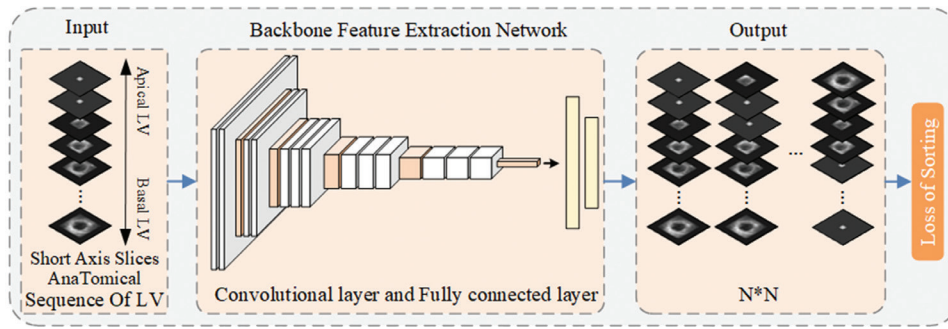 Input
Backbone Feature Extraction Network
Output
Apical LV
Basal LV
Short Axis Slices
AnaTomical
Sequence Of LV
Convolutional layer and Fully connected layer
...
N*N
Loss of Sorting